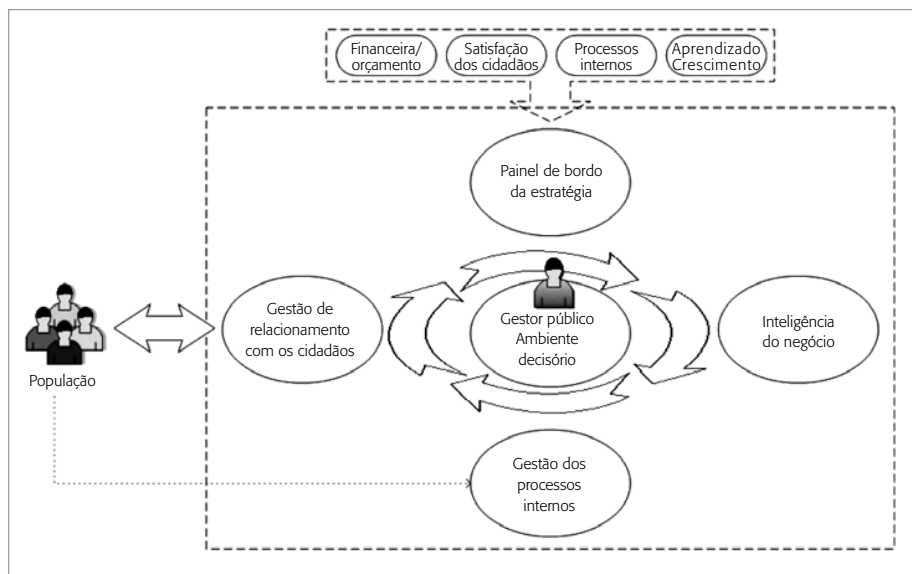 Financeira/
orçamento
Satisfação
dos cidadãos
Processos
internos
Aprendizado
Crescimento
Painel de bordo
da estratégia
Gestão de
relacionamento
com os cidadãos
Gestor público
Ambiente
decisório
Inteligência
do negócio
População
Gestão dos
processos
internos